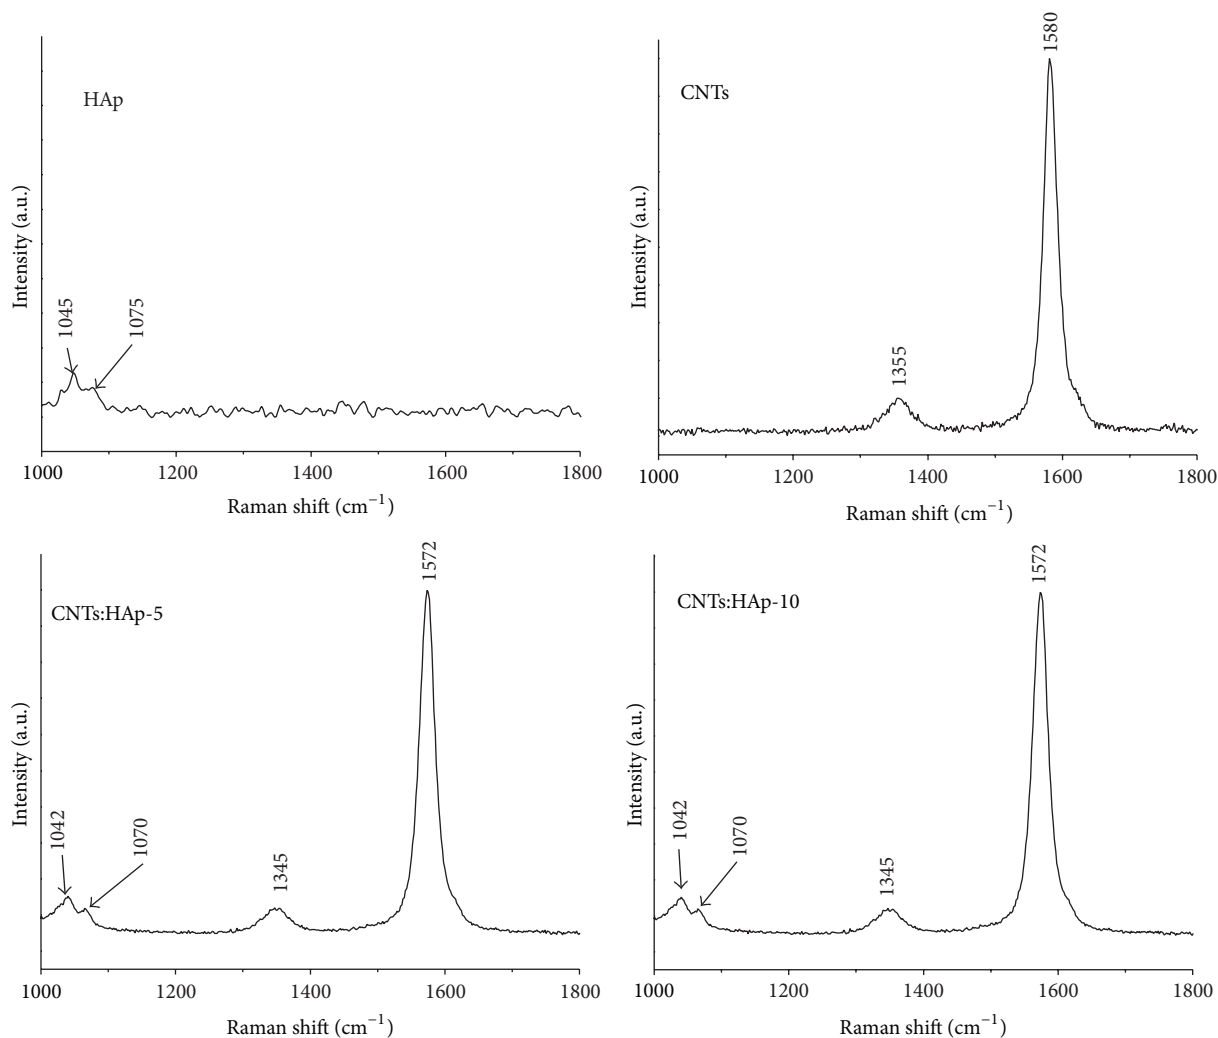 HAp
1045
1075
Intensity (a.u.)
1000 1200 1400 1600 1800
Raman shift (cm⁻¹)
CNTs
1355
1580
Intensity (a.u.)
1000 1200 1400 1600 1800
Raman shift (cm⁻¹)
CNTs:HAp-5
1042
1070
1345
1572
Intensity (a.u.)
1000 1200 1400 1600 1800
Raman shift (cm⁻¹)
CNTs:HAp-10
1042
1070
1345
1572
Intensity (a.u.)
1000 1200 1400 1600 1800
Raman shift (cm⁻¹)